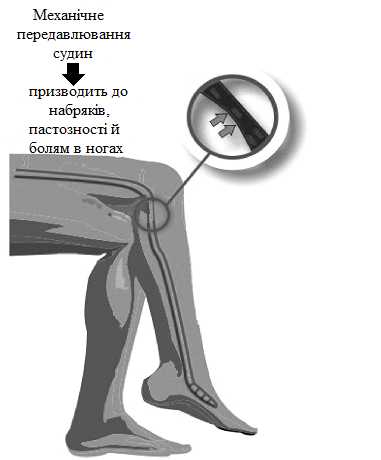 Механічне
передавлювання
судин
призводить до
набряків,
пастозності й
болям в ногах